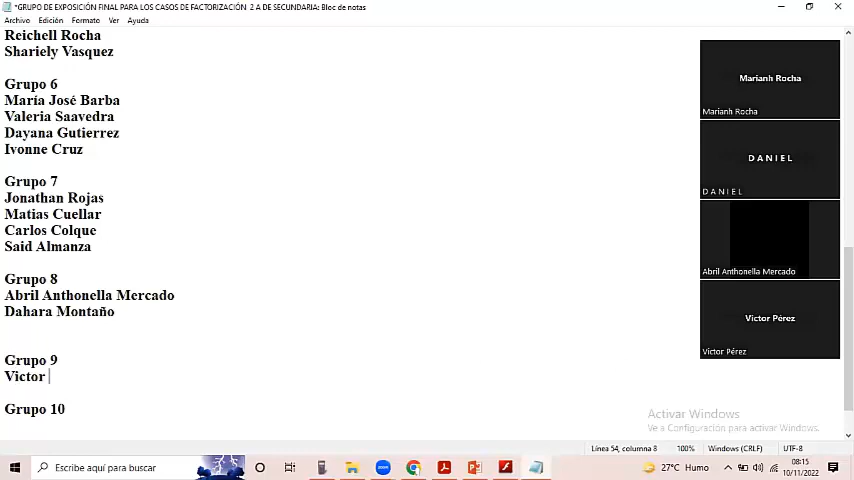 *GRUPO DE EXPOSICIÓN FINAL PARA LOS CASOS DE FACTORIZACIÓN  2 A DE SECUNDARIA: Bloc de notas
Archivo Edición Formato Ver Ayuda
Reichell Rocha
Shariely Vasquez
Grupo 6
María José Barba
Valeria Saavedra
Dayana Gutierrez
Ivonne Cruz
Grupo 7
Jonathan Rojas
Matias Cuellar
Carlos Colque
Said Almanza
Grupo 8
Abril Anthonella Mercado
Dahara Montaño
Grupo 9
Victor
Grupo 10
Marianh Rocha
Marianh Rocha
DANIEL
DANIEL
Abril Anthonella Mercado
Victor Pérez
Victor Pérez
Activar Windows
Ve a Configuración para activar Windows.
Línea 54, columna 8 100% Windows (CRLF) UTF-8
Escribe aquí para buscar
27°C Humo
08:15
10/11/2022